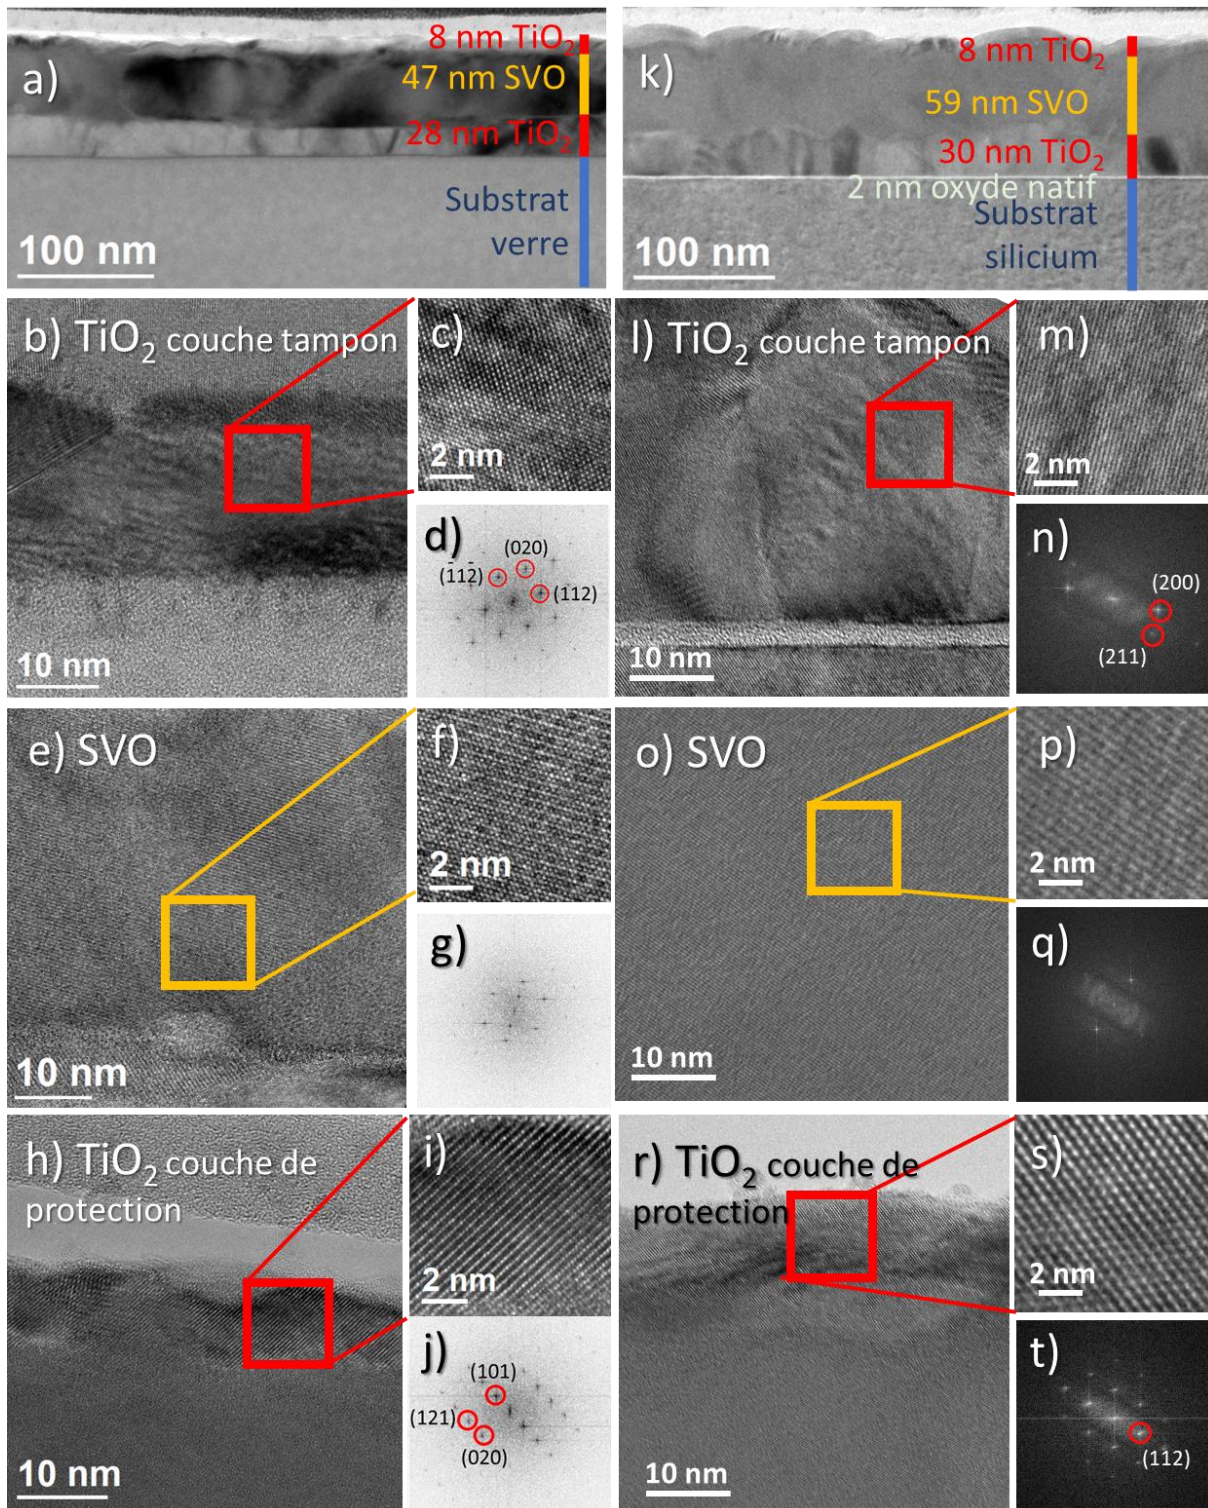 a)
8 nm TiO₂
47 nm SVO
28 nm TiO₂
Substrat
verre
100 nm
k)
8 nm TiO₂
59 nm SVO
30 nm TiO₂
2 nm oxyde natif
Substrat
silicium
100 nm
b) TiO₂ couche tampon
10 nm
c)
2 nm
d)
(020)
(1̄12̄)
(112)
l) TiO₂ couche tampon
10 nm
m)
2 nm
n)
(200)
(211)
e) SVO
10 nm
f)
2 nm
g)
o) SVO
10 nm
p)
2 nm
q)
h) TiO₂ couche de
protection
10 nm
i)
2 nm
j)
(101)
(121)
(020)
r) TiO₂ couche de
protection
10 nm
s)
2 nm
t)
(112)